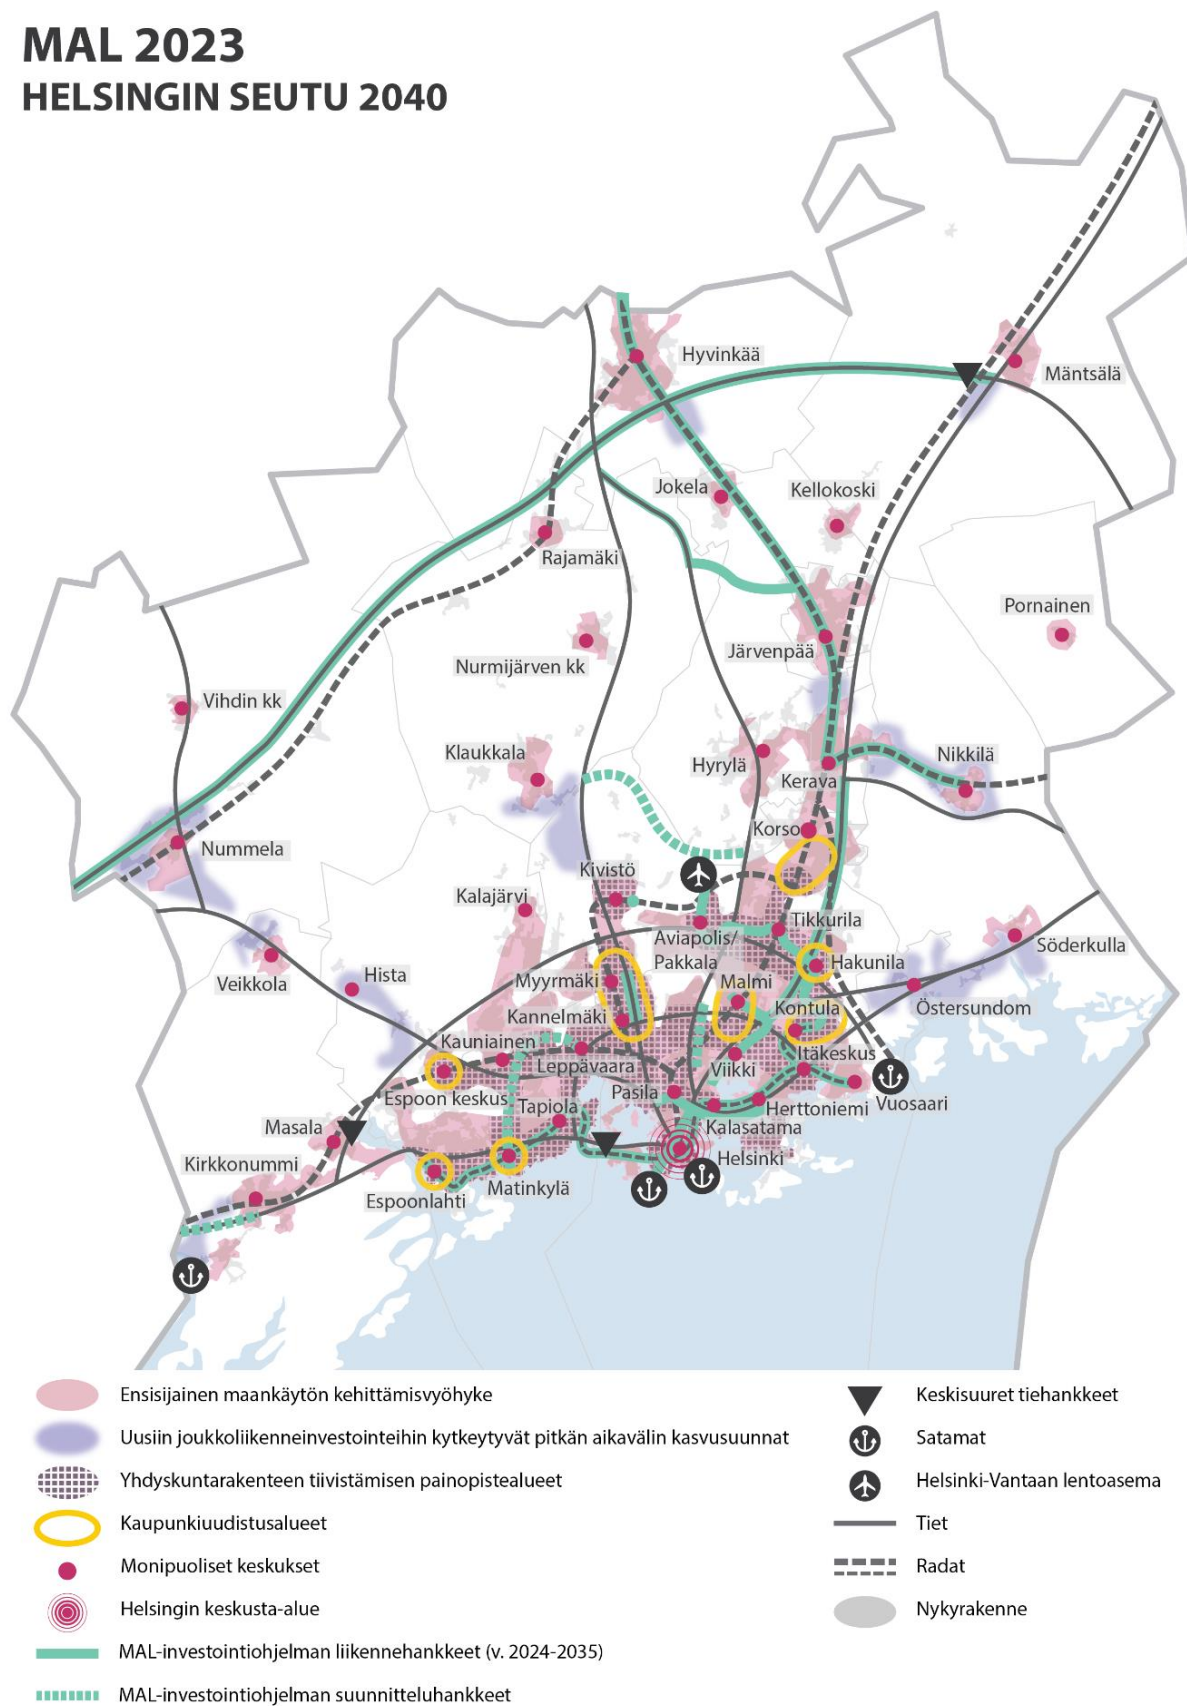 MAL 2023
HELSINGIN SEUTU 2040
Hyvinkää
Mäntsälä
Jokela
Kellokoski
Rajamäki
Pornainen
Nurmijärven kk
Järvenpää
Vihdin kk
Klaukkala
Hyrylä
Kerava
Nikkilä
Korso
Nummela
Kivistö
Kalajärvi
Tikkurila
Aviapolis/
Pakkala
Söderkulla
Hakunila
Veikkola
Hista
Myyrmäki
Malmi
Östersundom
Kontula
Kannelmäki
Kauniainen
Itäkeskus
Leppävaara
Viikki
Espoon keskus
Pasila
Vuosaari
Herttoniemi
Tapiola
Masala
Kalasatama
Helsinki
Kirkkonummi
Matinkylä
Espoonlahti
Ensisijainen maankäytön kehittämisvyöhyke
Uusiin joukkoliikenneinvestointeihin kytkeytyvät pitkän aikavälin kasvusuunnat
Yhdyskuntarakenteen tiivistämisen painopistealueet
Kaupunkiuudistusalueet
Monipuoliset keskukset
Helsingin keskusta-alue
MAL-investointiohjelman liikennehankkeet (v. 2024-2035)
MAL-investointiohjelman suunnitteluhankkeet
Keskisuuret tiehankkeet
Satamat
Helsinki-Vantaan lentoasema
Tiet
Radat
Nykyrakenne